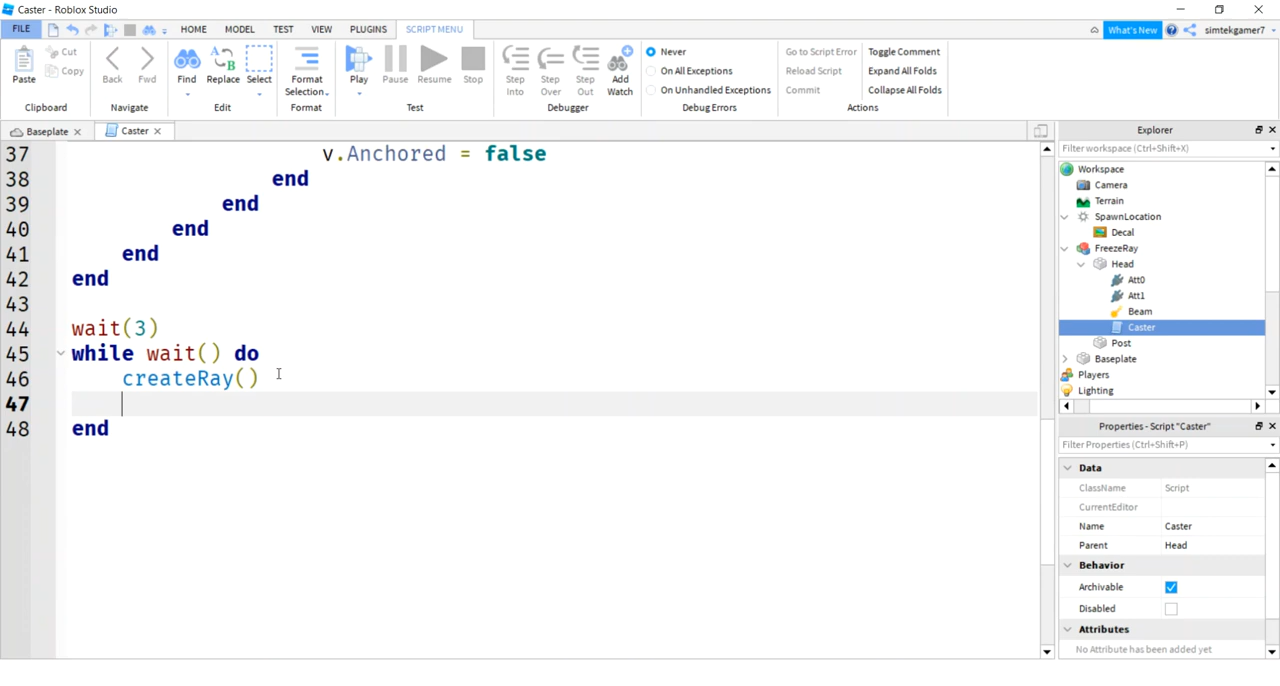 Caster - Roblox Studio
FILE HOME MODEL TEST VIEW PLUGINS SCRIPT MENU What's New simtekgamer7
Paste Cut Copy Back Fwd Find Replace Select Format Selection Play Pause Resume Stop Step Into Step Over Step Out Add Watch
Never
On All Exceptions
On Unhandled Exceptions
Go to Script Error
Reload Script
Commit
Toggle Comment
Expand All Folds
Collapse All Folds
Clipboard Navigate Edit Format Test Debugger Debug Errors Actions
Baseplate Caster
37 v.Anchored = false
38 end
39 end
40 end
41 end
42 end
43
44 wait(3)
45 while wait() do
46 createRay()
47
48 end
Explorer
Filter workspace (Ctrl+Shift+X)
Workspace
Camera
Terrain
SpawnLocation
Decal
FreezeRay
Head
Att0
Att1
Beam
Caster
Post
Baseplate
Players
Lighting
Properties - Script "Caster"
Filter Properties (Ctrl+Shift+P)
Data
ClassName Script
CurrentEditor
Name Caster
Parent Head
Behavior
Archivable
Disabled
Attributes
No Attribute has been added yet